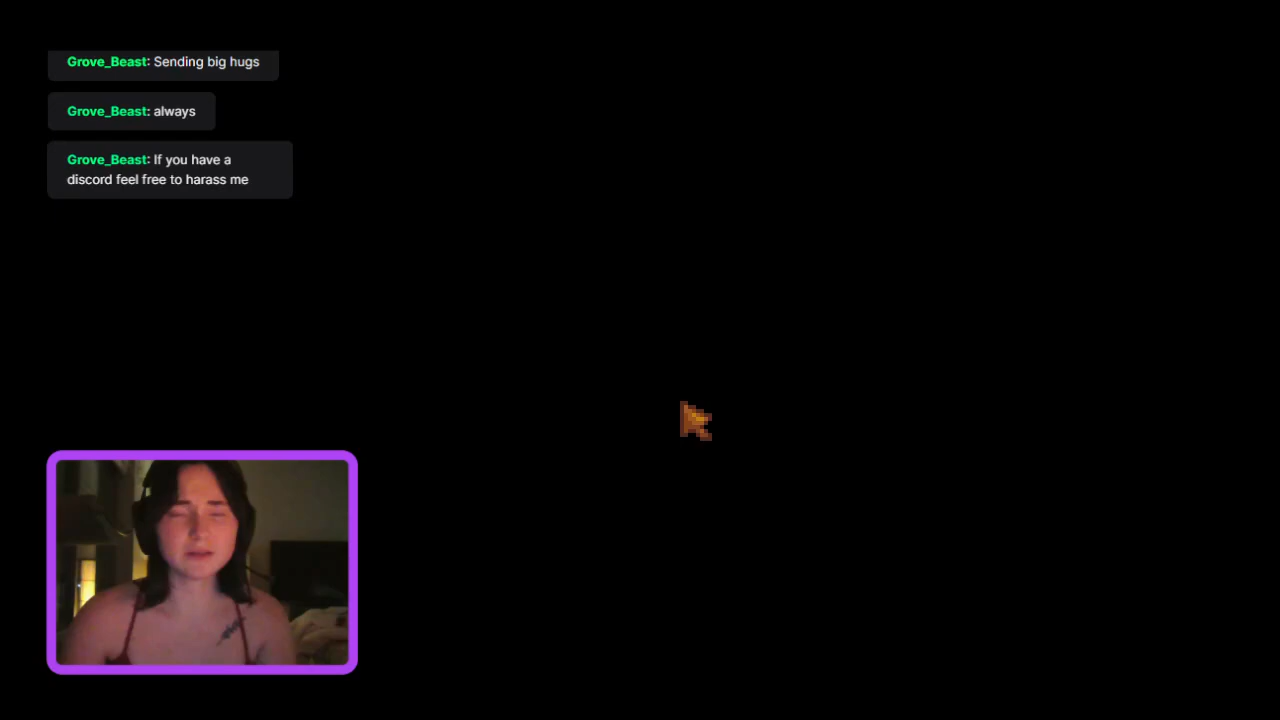 Grove_Beast: Sending big hugs
Grove_Beast: always
Grove_Beast: If you have a
discord feel free to harass me